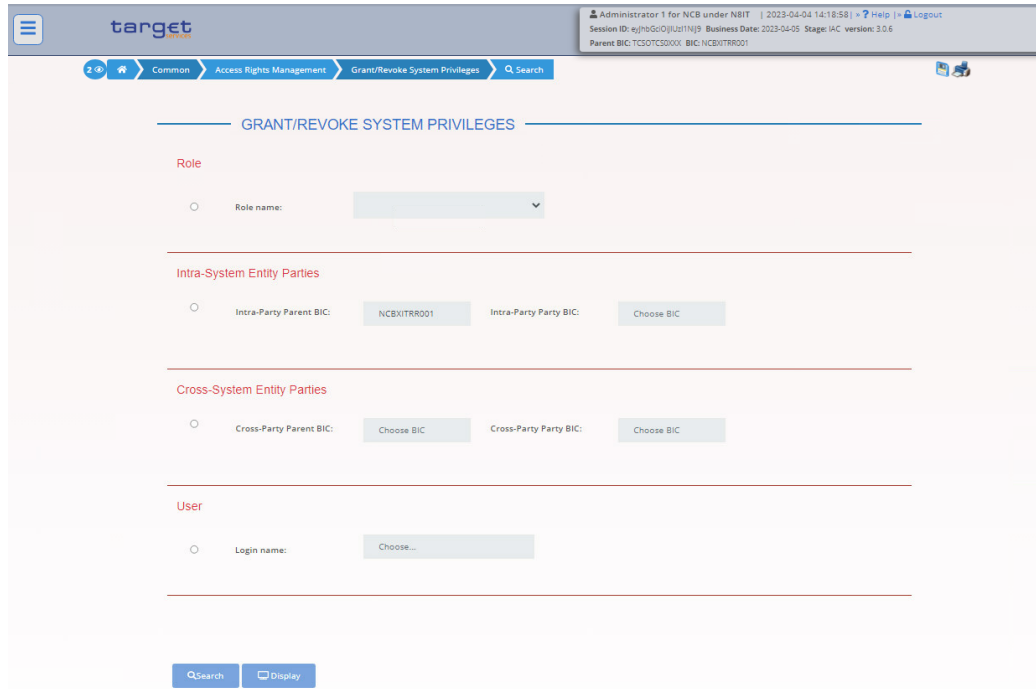 target
services
Administrator 1 for NCB under N8IT | 2023-04-04 14:18:58| » ? Help |» Logout
Business Date: 2023-04-05 Stage: IAC version: 3.0.6
Session ID:
Parent BIC: TCSOTCS0XXX BIC: NCBXITRR001
2 Common Access Rights Management Grant/Revoke System Privileges Search
GRANT/REVOKE SYSTEM PRIVILEGES
Role
Role name:
Intra-System Entity Parties
Intra-Party Parent BIC: NCBXITRR001 Intra-Party Party BIC: Choose BIC
Cross-System Entity Parties
Cross-Party Parent BIC: Choose BIC Cross-Party Party BIC: Choose BIC
User
Login name: Choose...
Search Display